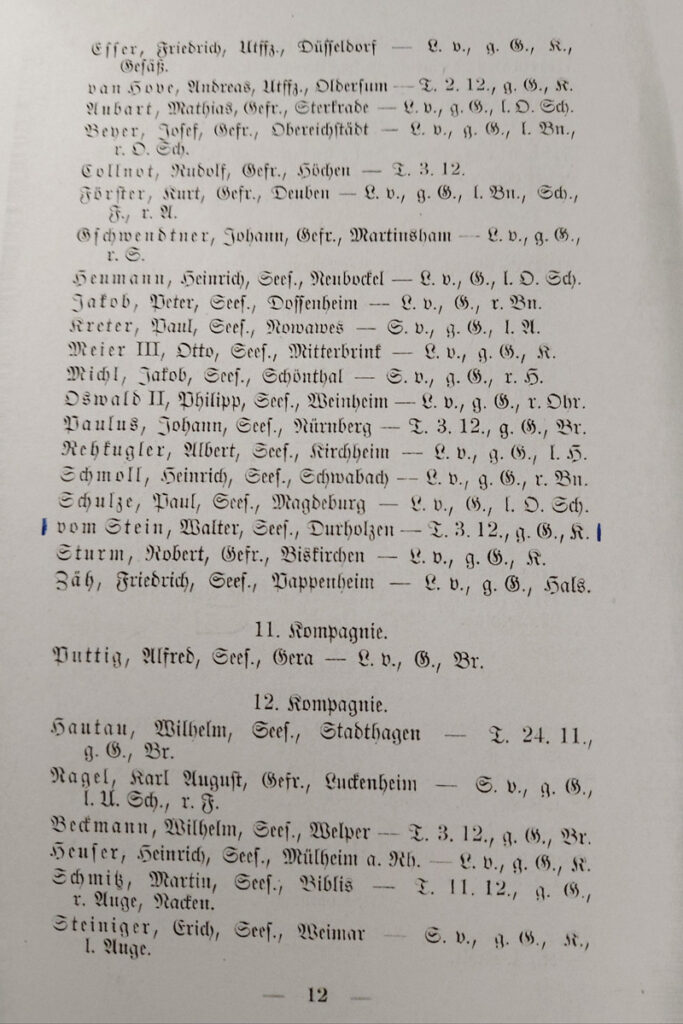 Esser, Friedrich, Utffz., Düsseldorf — L. v., g. G., K.,
Gesäß.
van Hove, Andreas, Utffz., Oldersum — T. 2. 12., g. G., K.
Aubart, Mathias, Gefr., Sterkrade — L. v., g. G., l. O. Sch.
Beyer, Josef, Gefr., Obereichstädt — L. v., g. G., l. Bn.,
r. O. Sch.
Collnot, Rudolf, Gefr., Höchen — T. 3. 12.
Förster, Kurt, Gefr., Deuben — L. v., g. G., l. Bn., Sch.,
F., r. A.
Gschwendtner, Johann, Gefr., Martinsham — L. v., g. G.,
r. S.
Heumann, Heinrich, Sees., Neubockel — L. v., G., l. O. Sch.
Jakob, Peter, Sees., Dossenheim — L. v., G., r. Bn.
Kreter, Paul, Sees., Nowawes — S. v., g. G., l. A.
Meier III, Otto, Sees., Mitterbrink — L. v., g. G., K.
Michl, Jakob, Sees., Schönthal — S. v., g. G., r. H.
Oswald II, Philipp, Sees., Weinheim — L. v., g. G., r. Ohr.
Paulus, Johann, Sees., Nürnberg — T. 3. 12., g. G., Br.
Rehkugler, Albert, Sees., Kirchheim — L. v., g. G., l. H.
Schmoll, Heinrich, Sees., Schwabach — L. v., g. G., r. Bn.
Schulze, Paul, Sees., Magdeburg — L. v., G., l. O. Sch.
vom Stein, Walter, Sees., Durholzen — T. 3. 12., g. G., K.
Sturm, Robert, Gefr., Biskirchen — L. v., g. G., K.
Zäh, Friedrich, Sees., Pappenheim — L. v., g. G., Hals.
11. Kompagnie.
Puttig, Alfred, Sees., Gera — L. v., G., Br.
12. Kompagnie.
Hautau, Wilhelm, Sees., Stadthagen — T. 24. 11.,
g. G., Br.
Nagel, Karl August, Gefr., Luckenheim — S. v., g. G.,
l. U. Sch., r. F.
Beckmann, Wilhelm, Sees., Welper — T. 3. 12., g. G., Br.
Heuser, Heinrich, Sees., Mülheim a. Rh. — L. v., g. G., K.
Schmitz, Martin, Sees., Biblis — T. 11. 12., g. G.,
r. Auge, Nacken.
Steiniger, Erich, Sees., Weimar — S. v., g. G., K.,
l. Auge.
— 12 —